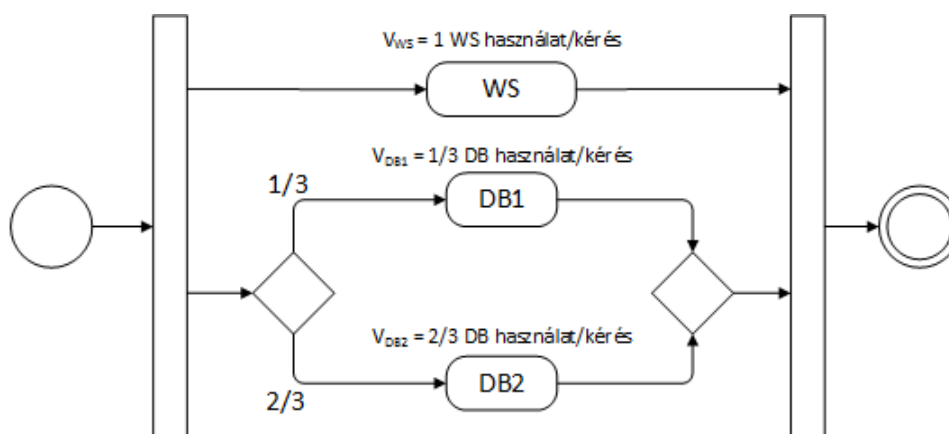 V_WS = 1 WS használat/kérés
WS
V_DB1 = 1/3 DB használat/kérés
1/3
DB1
V_DB2 = 2/3 DB használat/kérés
DB2
2/3